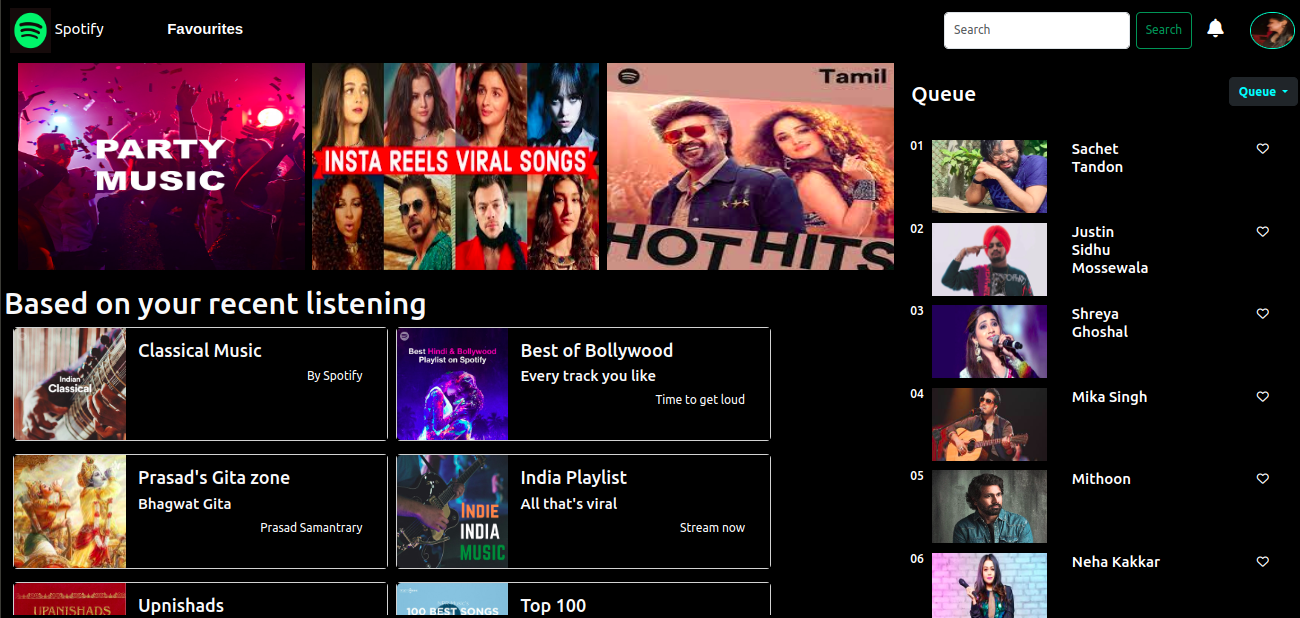 Spotify
Favourites
Search
Search
PARTY
MUSIC
INSTA REELS VIRAL SONGS
Tamil
HOT HITS
Queue
Queue
01
Sachet
Tandon
02
Justin
Sidhu
Mossewala
03
Shreya
Ghoshal
04
Mika Singh
05
Mithoon
06
Neha Kakkar
Based on your recent listening
Indian
Classical
Classical Music
By Spotify
Best Hindi & Bollywood
Playlist on Spotify
Best of Bollywood
Every track you like
Time to get loud
Prasad's Gita zone
Bhagwat Gita
Prasad Samantrary
INDIE
INDIA
MUSIC
India Playlist
All that's viral
Stream now
UPANISHADS
Upnishads
100 BEST SONGS
Top 100